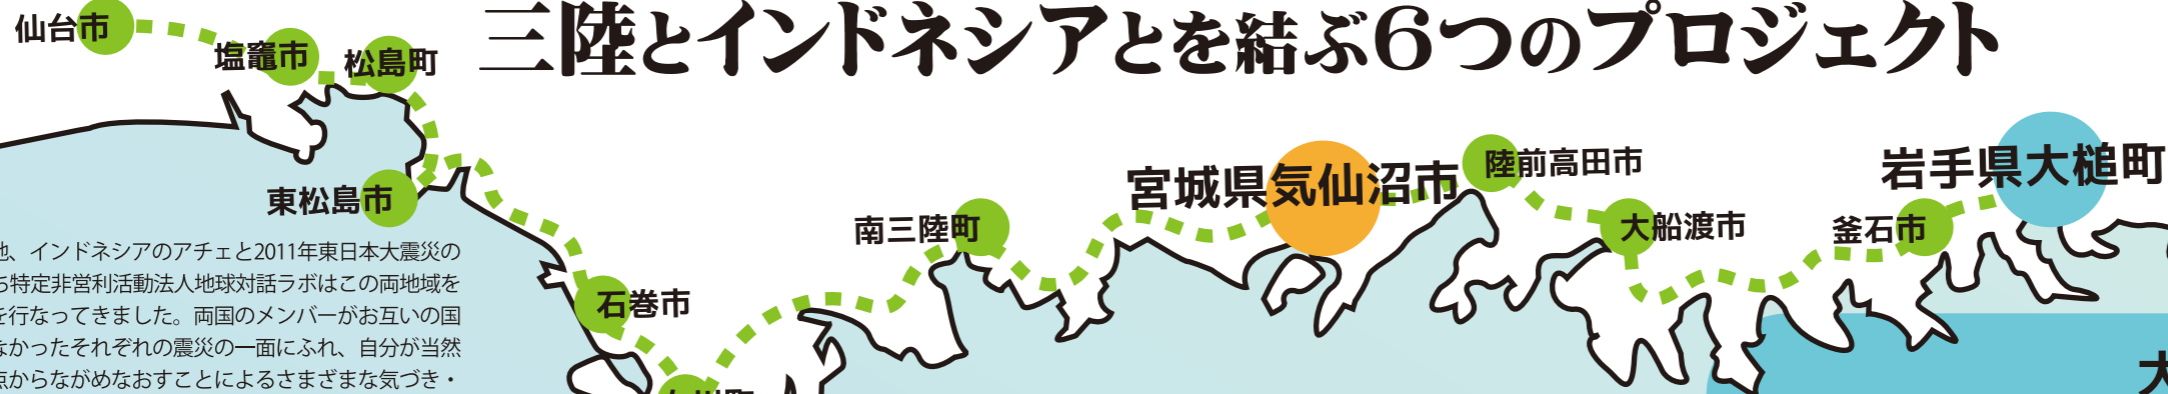 三陸とインドネシアとを結ぶ6つのプロジェクト
仙台市
塩竈市
松島町
東松島市
石巻市
南三陸町
宮城県気仙沼市
陸前高田市
大船渡市
釜石市
岩手県大槌町
、インドネシアのアチェと2011年東日本大震災の
特定非営利活動法人地球対話ラボはこの両地域を
を行なってきました。両国のメンバーがお互いの国
なかったそれぞれの震災の一面にふれ、自分が当然
点からながめなおすことによるさまざまな気づき・